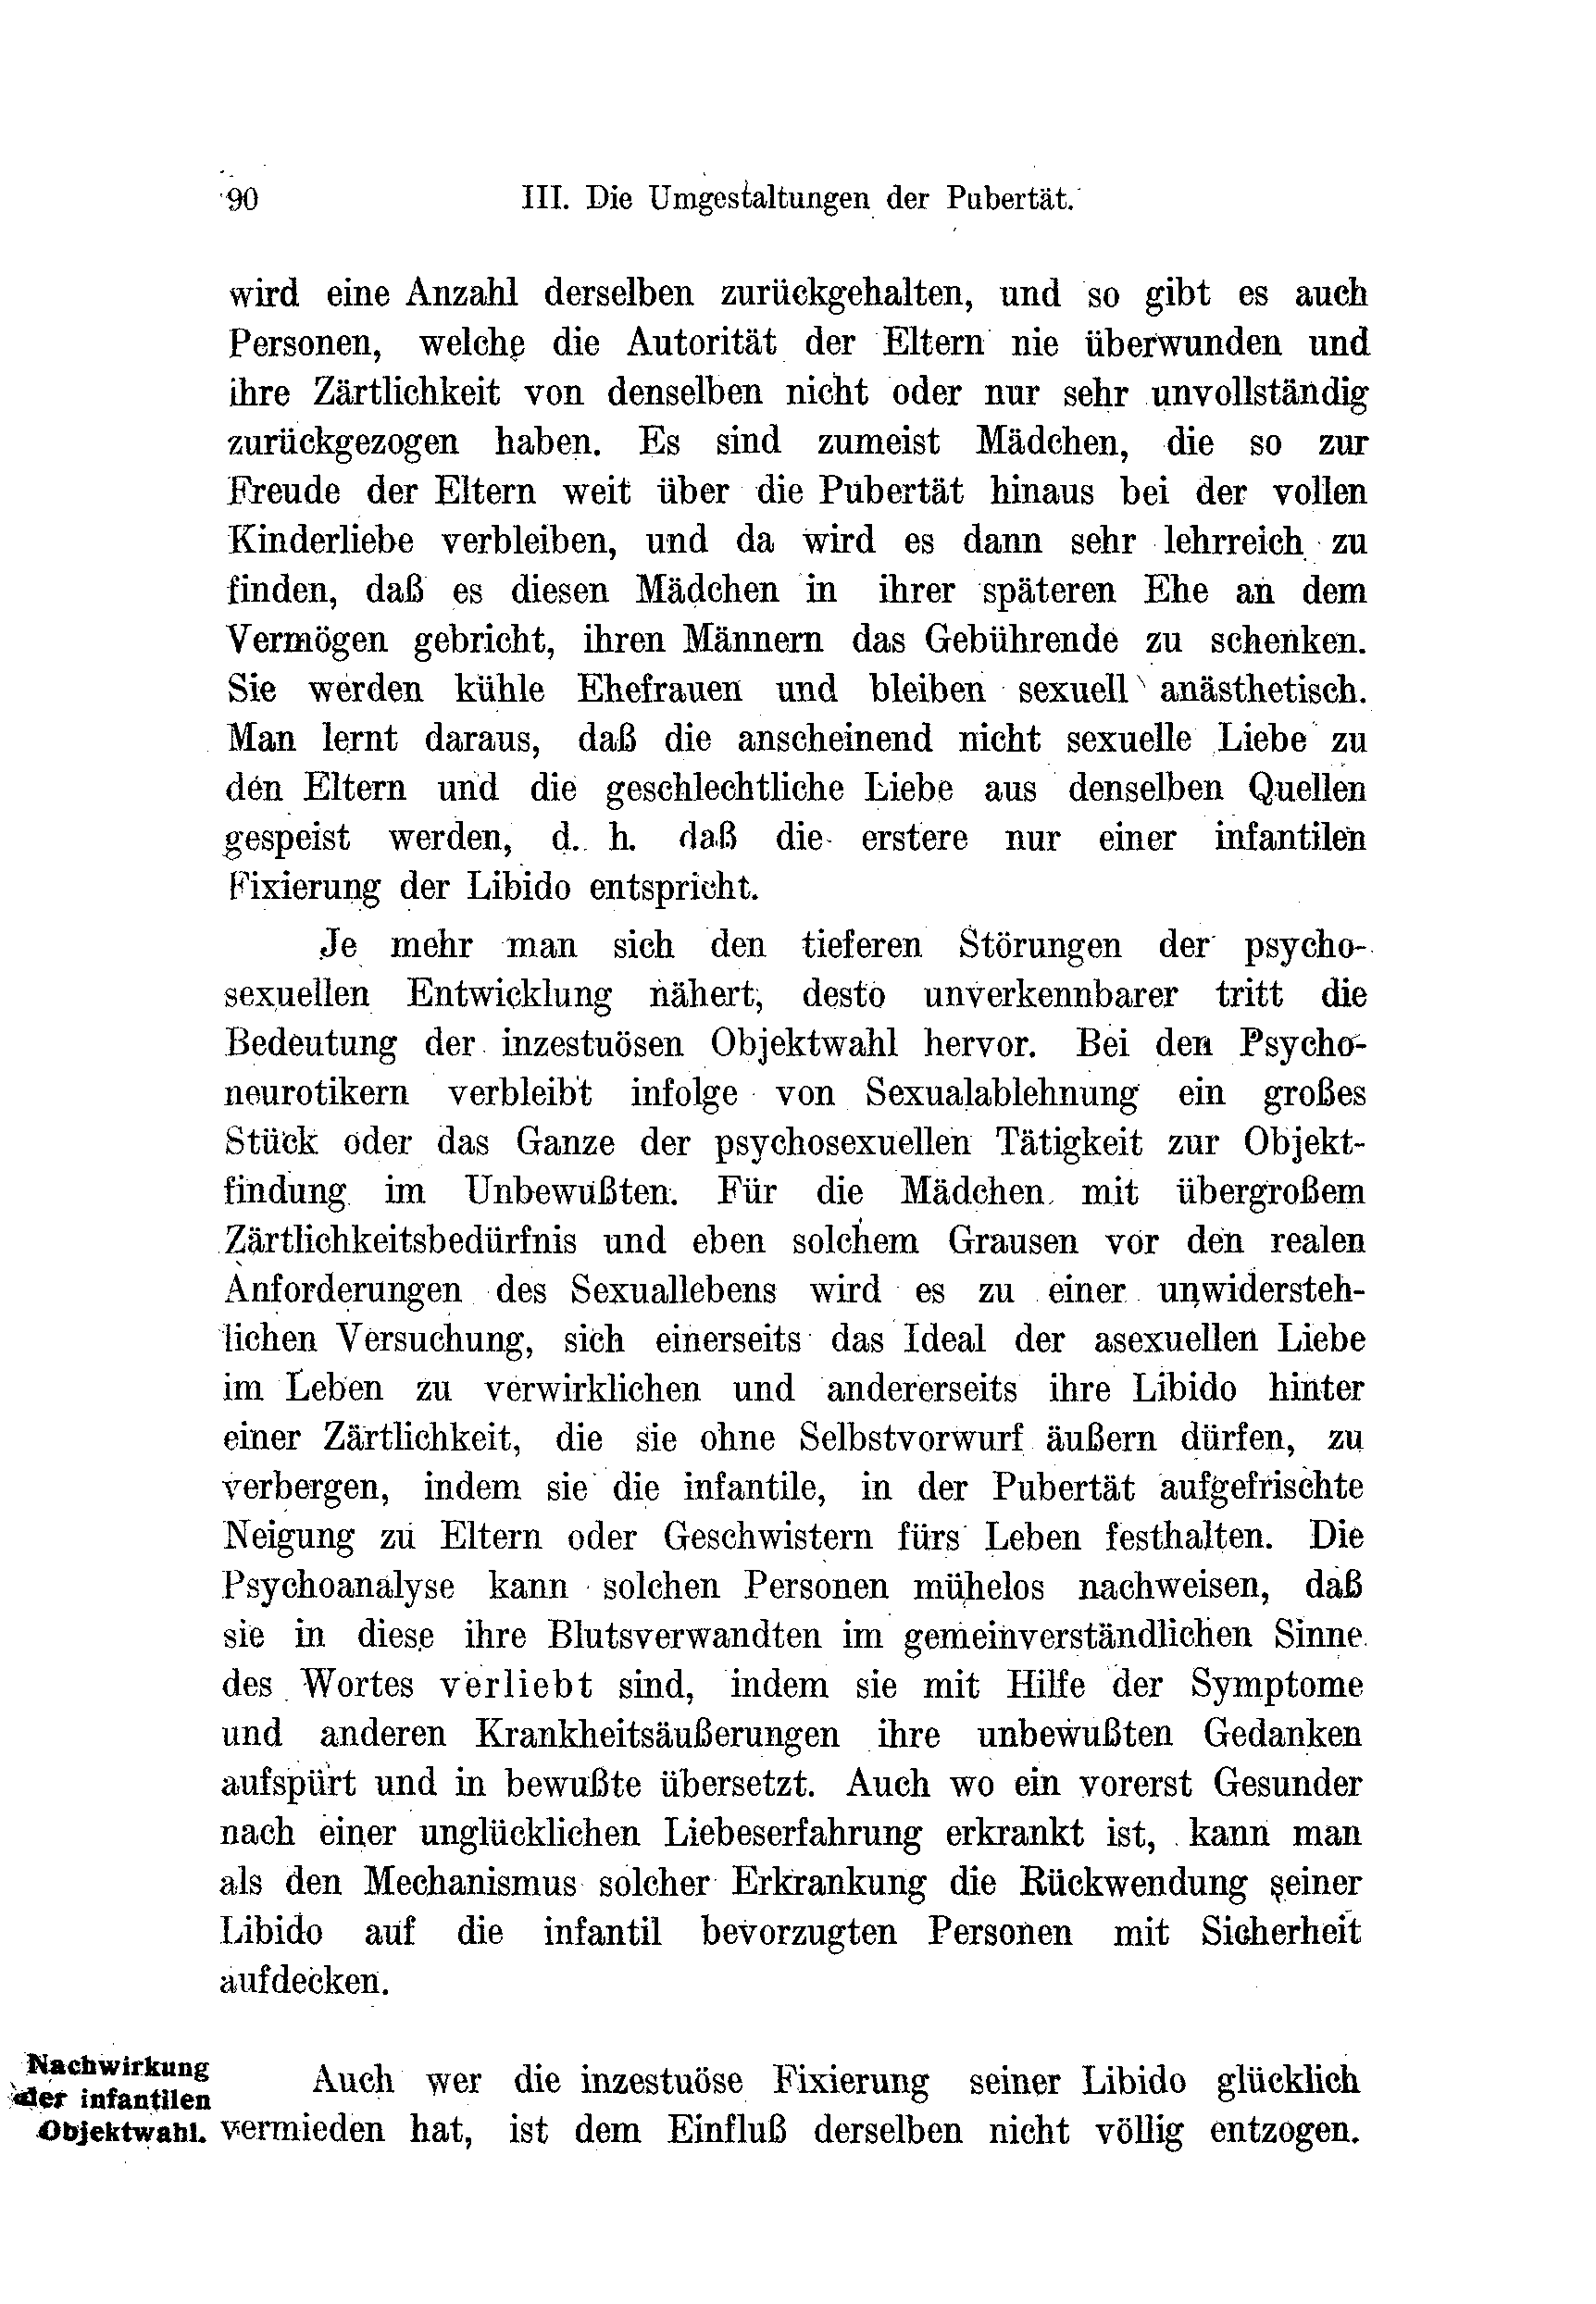 90
III. Die Umgestaltungen der Pubertät.
wird eine Anzahl derselben zurückgehalten, und so gibt es auch
Personen, welche die Autorität der Eltern nie überwunden und
ihre Zärtlichkeit von denselben nicht oder nur sehr unvollständig
zurückgezogen haben. Es sind zumeist Mädchen, die so zur
Freude der Eltern weit über die Pubertät hinaus bei der vollen
Kinderliebe verbleiben, und da wird es dann sehr lehrreich zu
finden, daß es diesen Mädchen in ihrer späteren Ehe an dem
Vermögen gebricht, ihren Männern das Gebührende zu schenken.
Sie werden kühle Ehefrauen und bleiben sexuell anästhetisch.
Man lernt daraus, daß die anscheinend nicht sexuelle Liebe zu
den Eltern und die geschlechtliche Liebe aus denselben Quellen
gespeist werden, d. h. daß die erstere nur einer infantilen
Fixierung der Libido entspricht.
Je mehr man sich den tieferen Störungen der psycho-
sexuellen Entwicklung nähert, desto unverkennbarer tritt die
Bedeutung der inzestuösen Objektwahl hervor. Bei den Psycho-
neurotikern verbleibt infolge von Sexualablehnung ein großes
Stück oder das Ganze der psychosexuellen Tätigkeit zur Objekt-
findung im Unbewußten. Für die Mädchen mit übergroßem
Zärtlichkeitsbedürfnis und eben solchem Grausen vor den realen
Anforderungen des Sexuallebens wird es zu einer unwidersteh-
lichen Versuchung, sich einerseits das Ideal der asexuellen Liebe
im Leben zu verwirklichen und andererseits ihre Libido hinter
einer Zärtlichkeit, die sie ohne Selbstvorwurf äußern dürfen, zu
verbergen, indem sie die infantile, in der Pubertät aufgefrischte
Neigung zu Eltern oder Geschwistern fürs Leben festhalten. Die
Psychoanalyse kann solchen Personen mühelos nachweisen, daß
sie in diese ihre Blutsverwandten im gemeinverständlichen Sinne
des Wortes verliebt sind, indem sie mit Hilfe der Symptome
und anderen Krankheitsäußerungen ihre unbewußten Gedanken
aufspürt und in bewußte übersetzt. Auch wo ein vorerst Gesunder
nach einer unglücklichen Liebeserfahrung erkrankt ist, kann man
als den Mechanismus solcher Erkrankung die Rückwendung seiner
Libido auf die infantil bevorzugten Personen mit Sicherheit
aufdecken.
Nachwirkung
der infantilen
Objektwahl.
Auch wer die inzestuöse Fixierung seiner Libido glücklich
vermieden hat, ist dem Einfluß derselben nicht völlig entzogen.